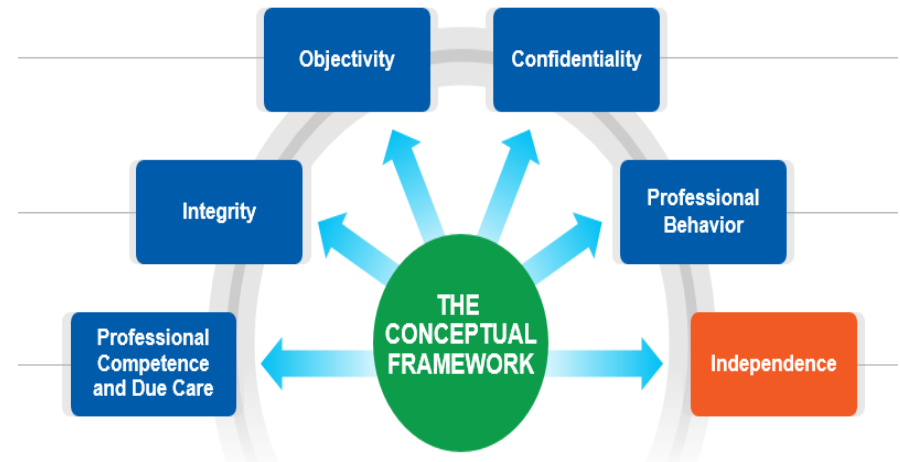 Objectivity
Confidentiality
Integrity
Professional
Behavior
THE
CONCEPTUAL
FRAMEWORK
Professional
Competence
and Due Care
Independence